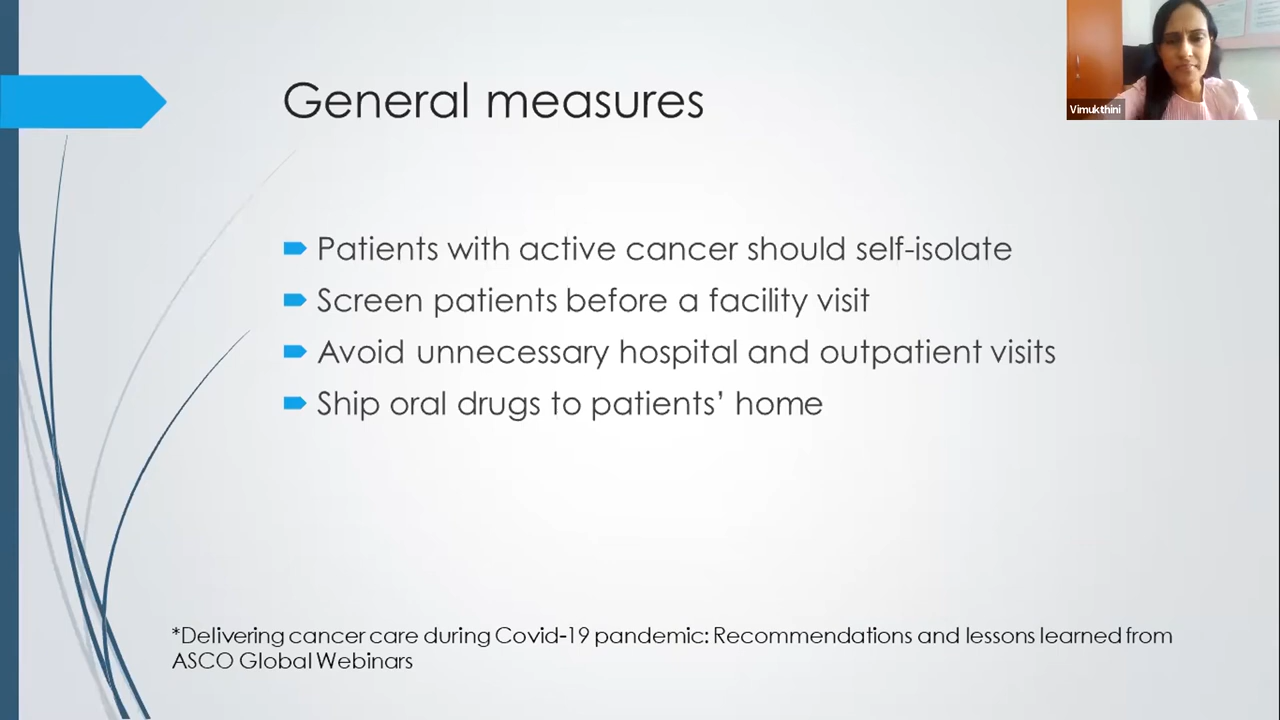 General measures
Vimukthini
Patients with active cancer should self-isolate
Screen patients before a facility visit
Avoid unnecessary hospital and outpatient visits
Ship oral drugs to patients’ home
*Delivering cancer care during Covid-19 pandemic: Recommendations and lessons learned from
ASCO Global Webinars